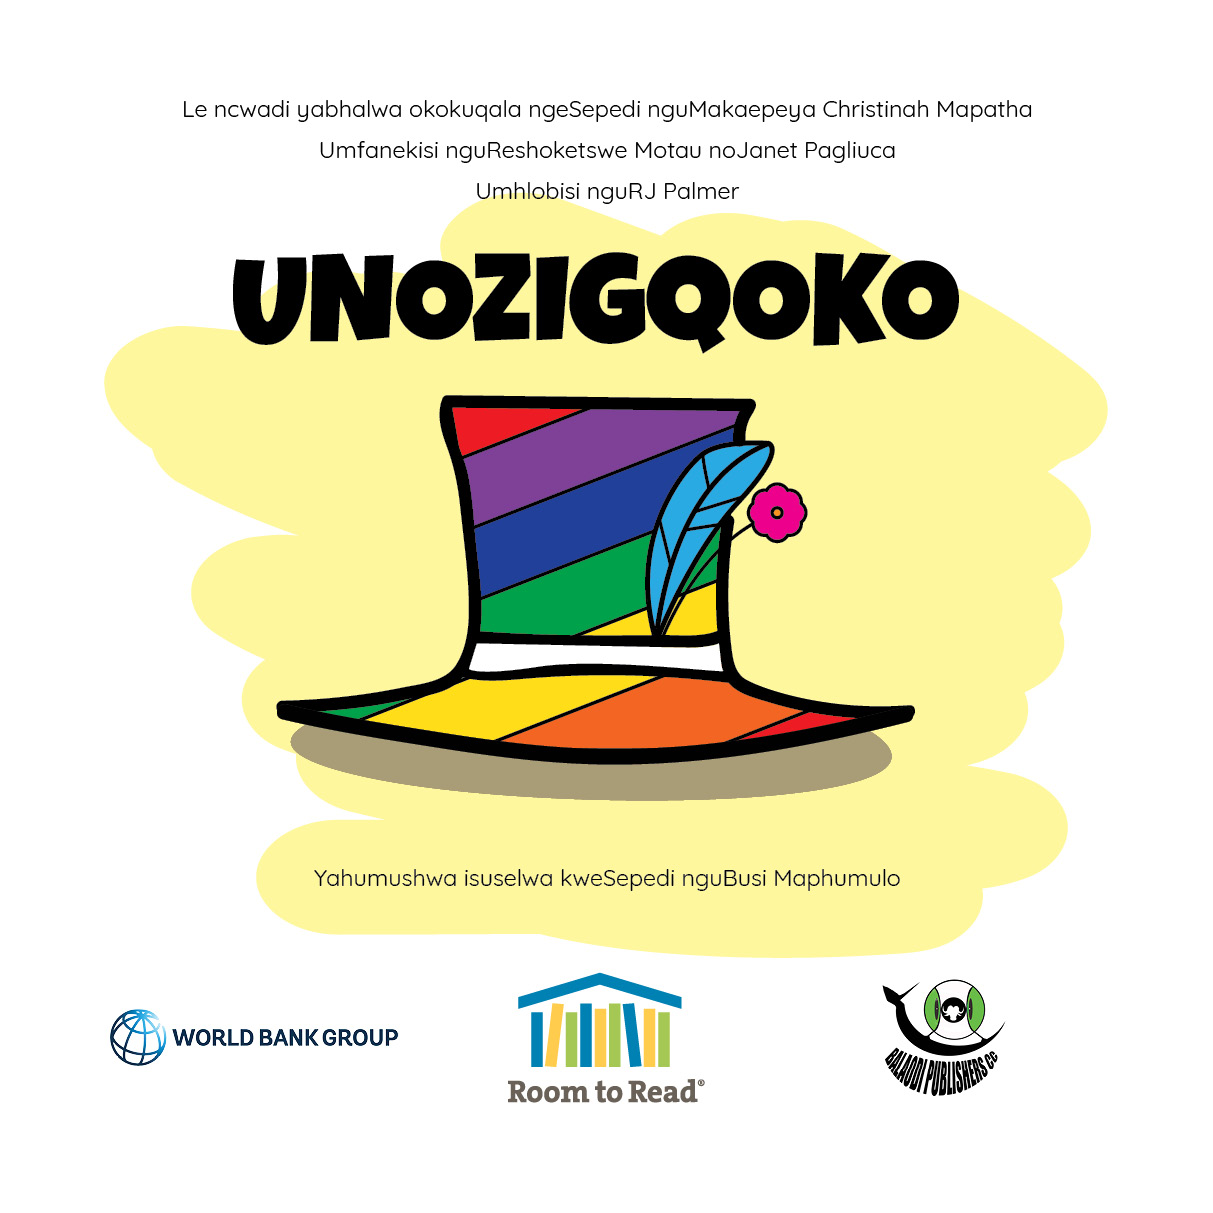 Le ncwadi yabhalwa okokuqala ngeSepedi nguMakaepeya Christinah Mapatha
Umfanekisi nguReshoketswe Motau noJanet Pagliuca
Umhlobisi nguRJ Palmer
UNOZIGQOKO
Yahumushwa isuselwa kweSepedi nguBusi Maphumulo
WORLD BANK GROUP
Room to Read®
BALAODI PUBLISHERS CC